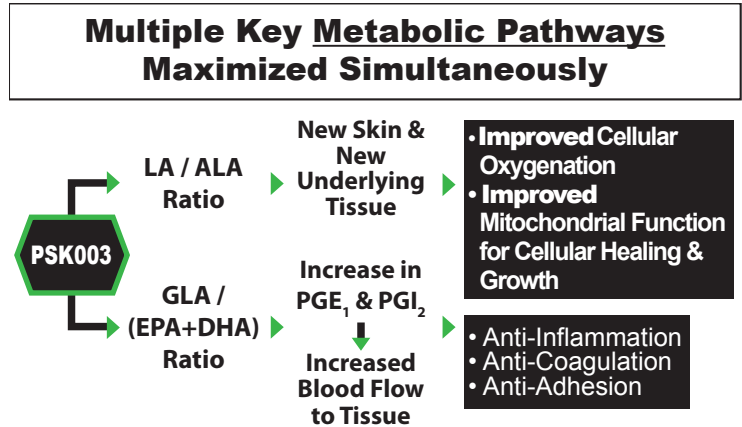 Multiple Key Metabolic Pathways
Maximized Simultaneously
PSK003
LA / ALA
Ratio
New Skin &
New
Underlying
Tissue
• Improved Cellular
Oxygenation
• Improved
Mitochondrial Function
for Cellular Healing &
Growth
GLA /
(EPA+DHA)
Ratio
Increase in
PGE₁ & PGI₂
Increased
Blood Flow
to Tissue
• Anti-Inflammation
• Anti-Coagulation
• Anti-Adhesion